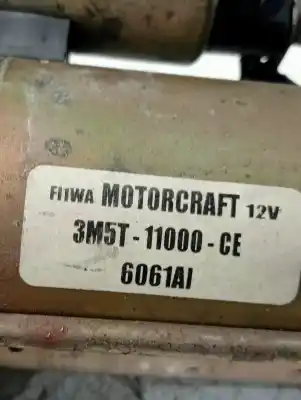 FITWA MOTORCRAFT 12V
3M5T - 11000 - CE
6061AI